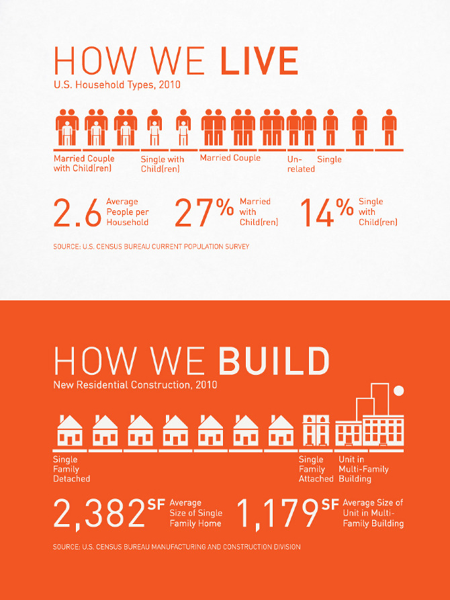 HOW WE LIVE
U.S. Household Types, 2010
Married Couple
with Child(ren)
Single with
Child(ren)
Married Couple
Un-
related
Single
2.6
Average
People per
Household
27%
Married
with
Child(ren)
14%
Single
with
Child(ren)
SOURCE: U.S. CENSUS BUREAU CURRENT POPULATION SURVEY
HOW WE BUILD
New Residential Construction, 2010
Single
Family
Detached
Single
Family
Attached
Unit in
Multi-Family
Building
2,382SF
Average
Size of Single
Family Home
1,179SF
Average Size of
Unit in Multi-
Family Building
SOURCE: U.S. CENSUS BUREAU MANUFACTURING AND CONSTRUCTION DIVISION